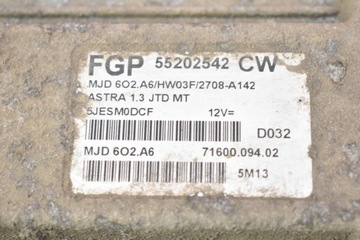 FGP 55202542 CW
MJD 6O2.A6/HW03F/2708-A142
ASTRA 1.3 JTD MT
5JESM0DCF 12V=
D032
MJD 6O2.A6 71600.094.02
5M13